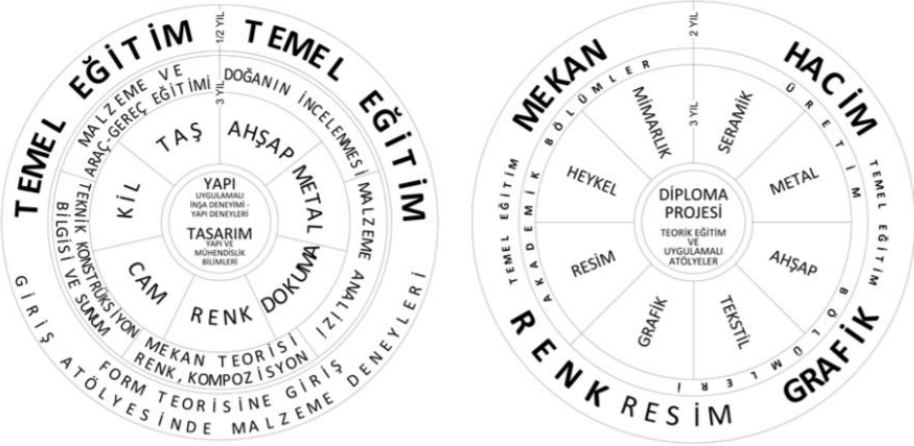 TEMEL EĞİTİM
TEMEL EĞİTİM
1/2 YIL
3 YIL
MALZEME VE
ARAÇ-GEREÇ EĞİTİMİ
DOĞANIN İNCELENMESİ
MALZEME ANALİZİ
MEKAN TEORİSİ
RENK, KOMPOZİSYON
TEKNİK KONSTRÜKSİYON
BİLGİSİ VE SUNUM
FORM TEORİSİNE GİRİŞ
GİRİŞ ATÖLYESİNDE MALZEME DENEYLERİ
TAŞ
AHŞAP
METAL
DOKUMA
RENK
CAM
KİL
YAPI
UYGULAMALI
İNŞA DENEYİMİ -
YAPI DENEYLERİ
TASARIM
YAPI VE
MÜHENDİSLİK
BİLİMLERİ
MEKAN
HACİM
GRAFİK
RESİM
RENK
TEMEL EĞİTİM
TEMEL EĞİTİM
2 YIL
3 YIL
AKADEMİK BÖLÜMLER
ÜRETİM BÖLÜMLERİ
MİMARLIK
SERAMİK
METAL
AHŞAP
TEKSTİL
GRAFİK
RESİM
HEYKEL
DİPLOMA
PROJESİ
TEORİK EĞİTİM
VE
UYGULAMALI
ATÖLYELER